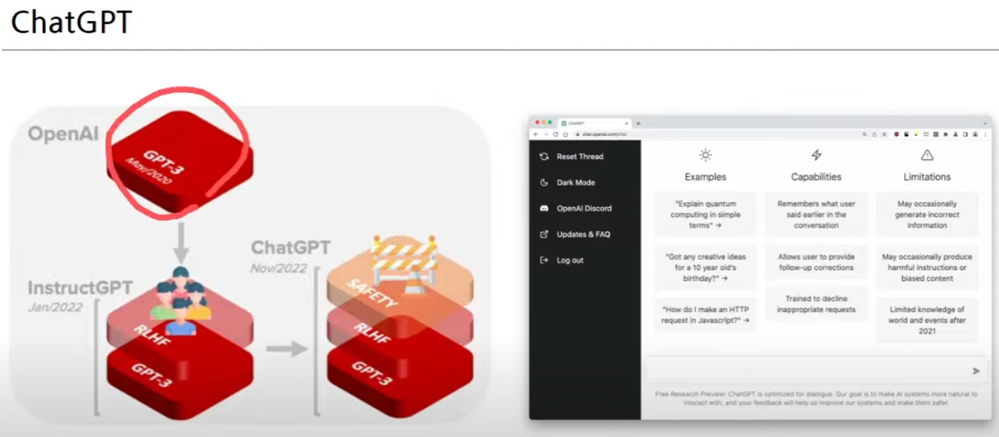 ChatGPT
OpenAI
GPT-3
May/2020
InstructGPT
Jan/2022
RLHF
GPT-3
ChatGPT
Nov/2022
SAFETY
RLHF
GPT-3
ChatGPT
chat.openai.com/chat
Reset Thread
Dark Mode
OpenAI Discord
Updates & FAQ
Log out
Examples
"Explain quantum
computing in simple
terms" →
"Got any creative ideas
for a 10 year old's
birthday?" →
"How do I make an HTTP
request in Javascript?" →
Capabilities
Remembers what user
said earlier in the
conversation
Allows user to provide
follow-up corrections
Trained to decline
inappropriate requests
Limitations
May occasionally
generate incorrect
information
May occasionally produce
harmful instructions or
biased content
Limited knowledge of
world and events after
2021
Free Research Preview: ChatGPT is optimized for dialogue. Our goal is to make AI systems more natural to
interact with, and your feedback will help us improve our systems and make them safer.